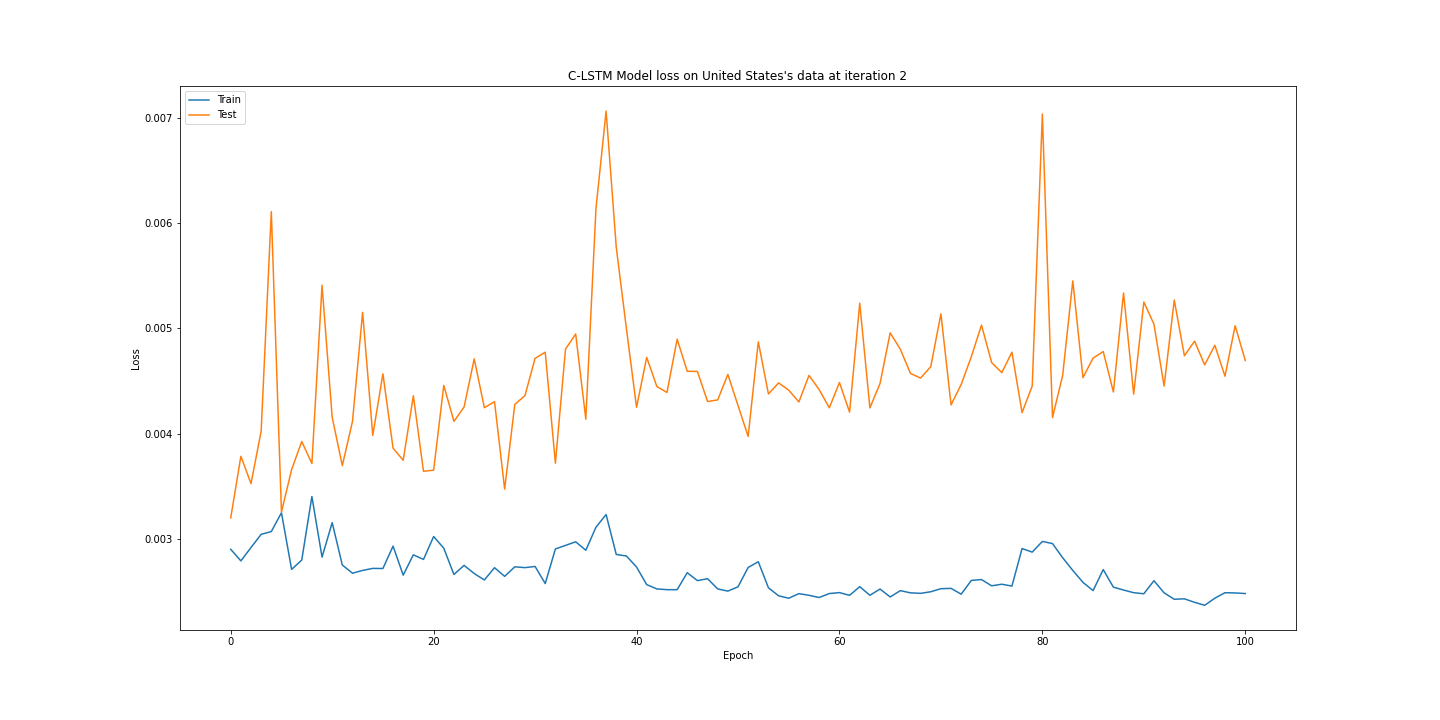 C-LSTM Model loss on United States's data at iteration 2
Train
Test
0.007
0.006
0.005
0.004
0.003
Loss
0
20
40
60
80
100
Epoch